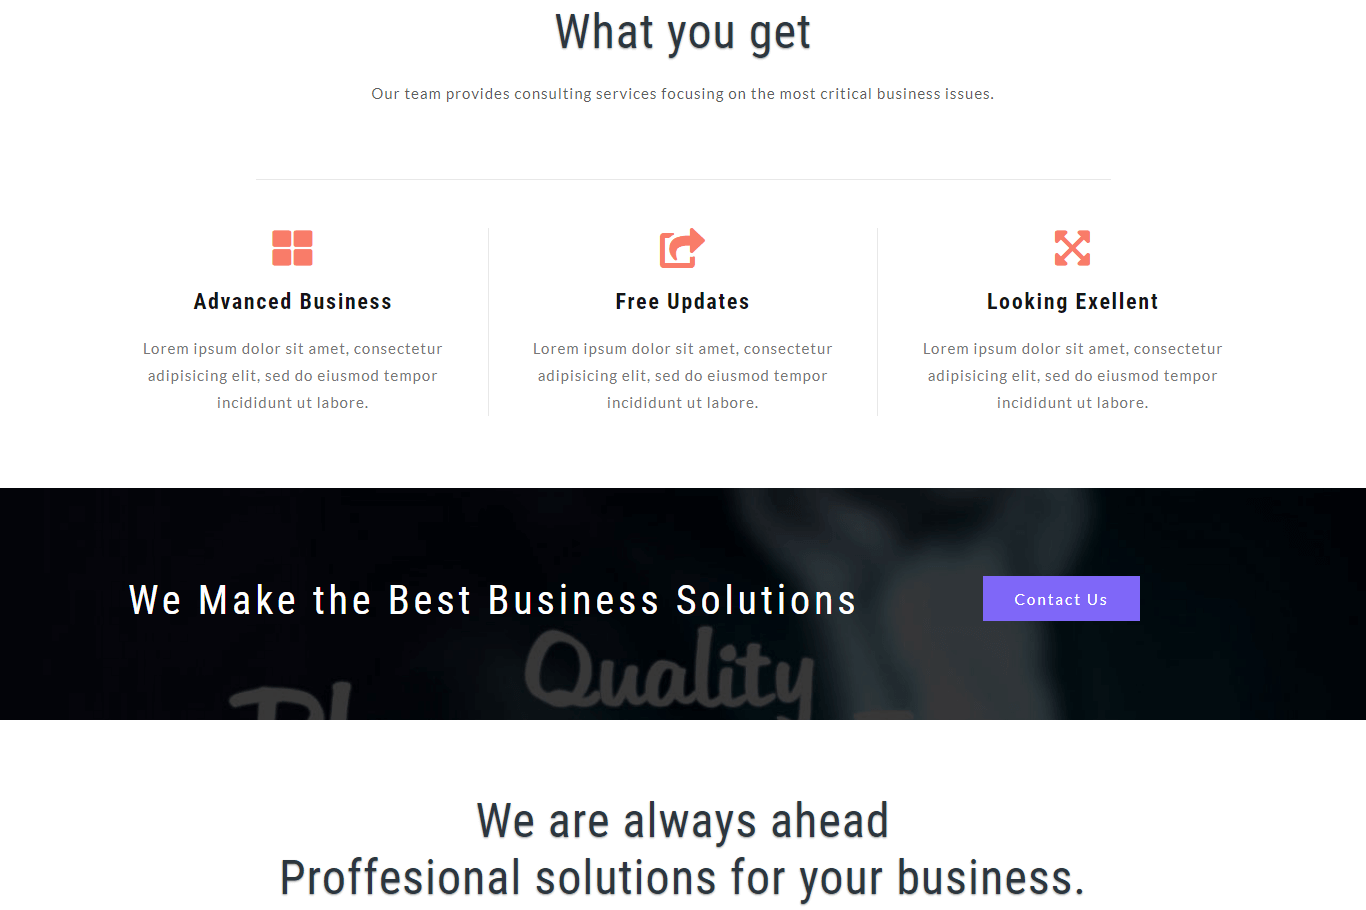 What you get
Our team provides consulting services focusing on the most critical business issues.
Advanced Business
Lorem ipsum dolor sit amet, consectetur
adipisicing elit, sed do eiusmod tempor
incididunt ut labore.
Free Updates
Lorem ipsum dolor sit amet, consectetur
adipisicing elit, sed do eiusmod tempor
incididunt ut labore.
Looking Exellent
Lorem ipsum dolor sit amet, consectetur
adipisicing elit, sed do eiusmod tempor
incididunt ut labore.
We Make the Best Business Solutions
Contact Us
Quality
We are always ahead
Proffesional solutions for your business.